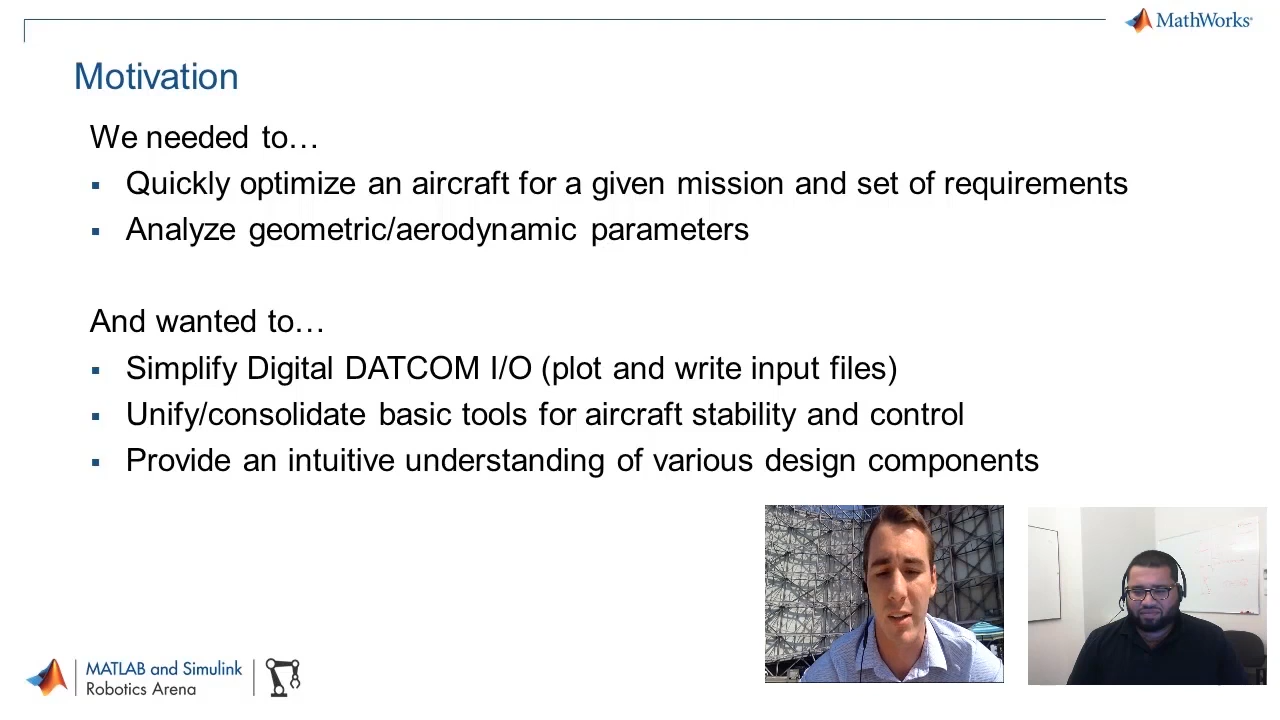 MathWorks
Motivation
We needed to…
Quickly optimize an aircraft for a given mission and set of requirements
Analyze geometric/aerodynamic parameters
And wanted to…
Simplify Digital DATCOM I/O (plot and write input files)
Unify/consolidate basic tools for aircraft stability and control
Provide an intuitive understanding of various design components
MATLAB and Simulink
Robotics Arena